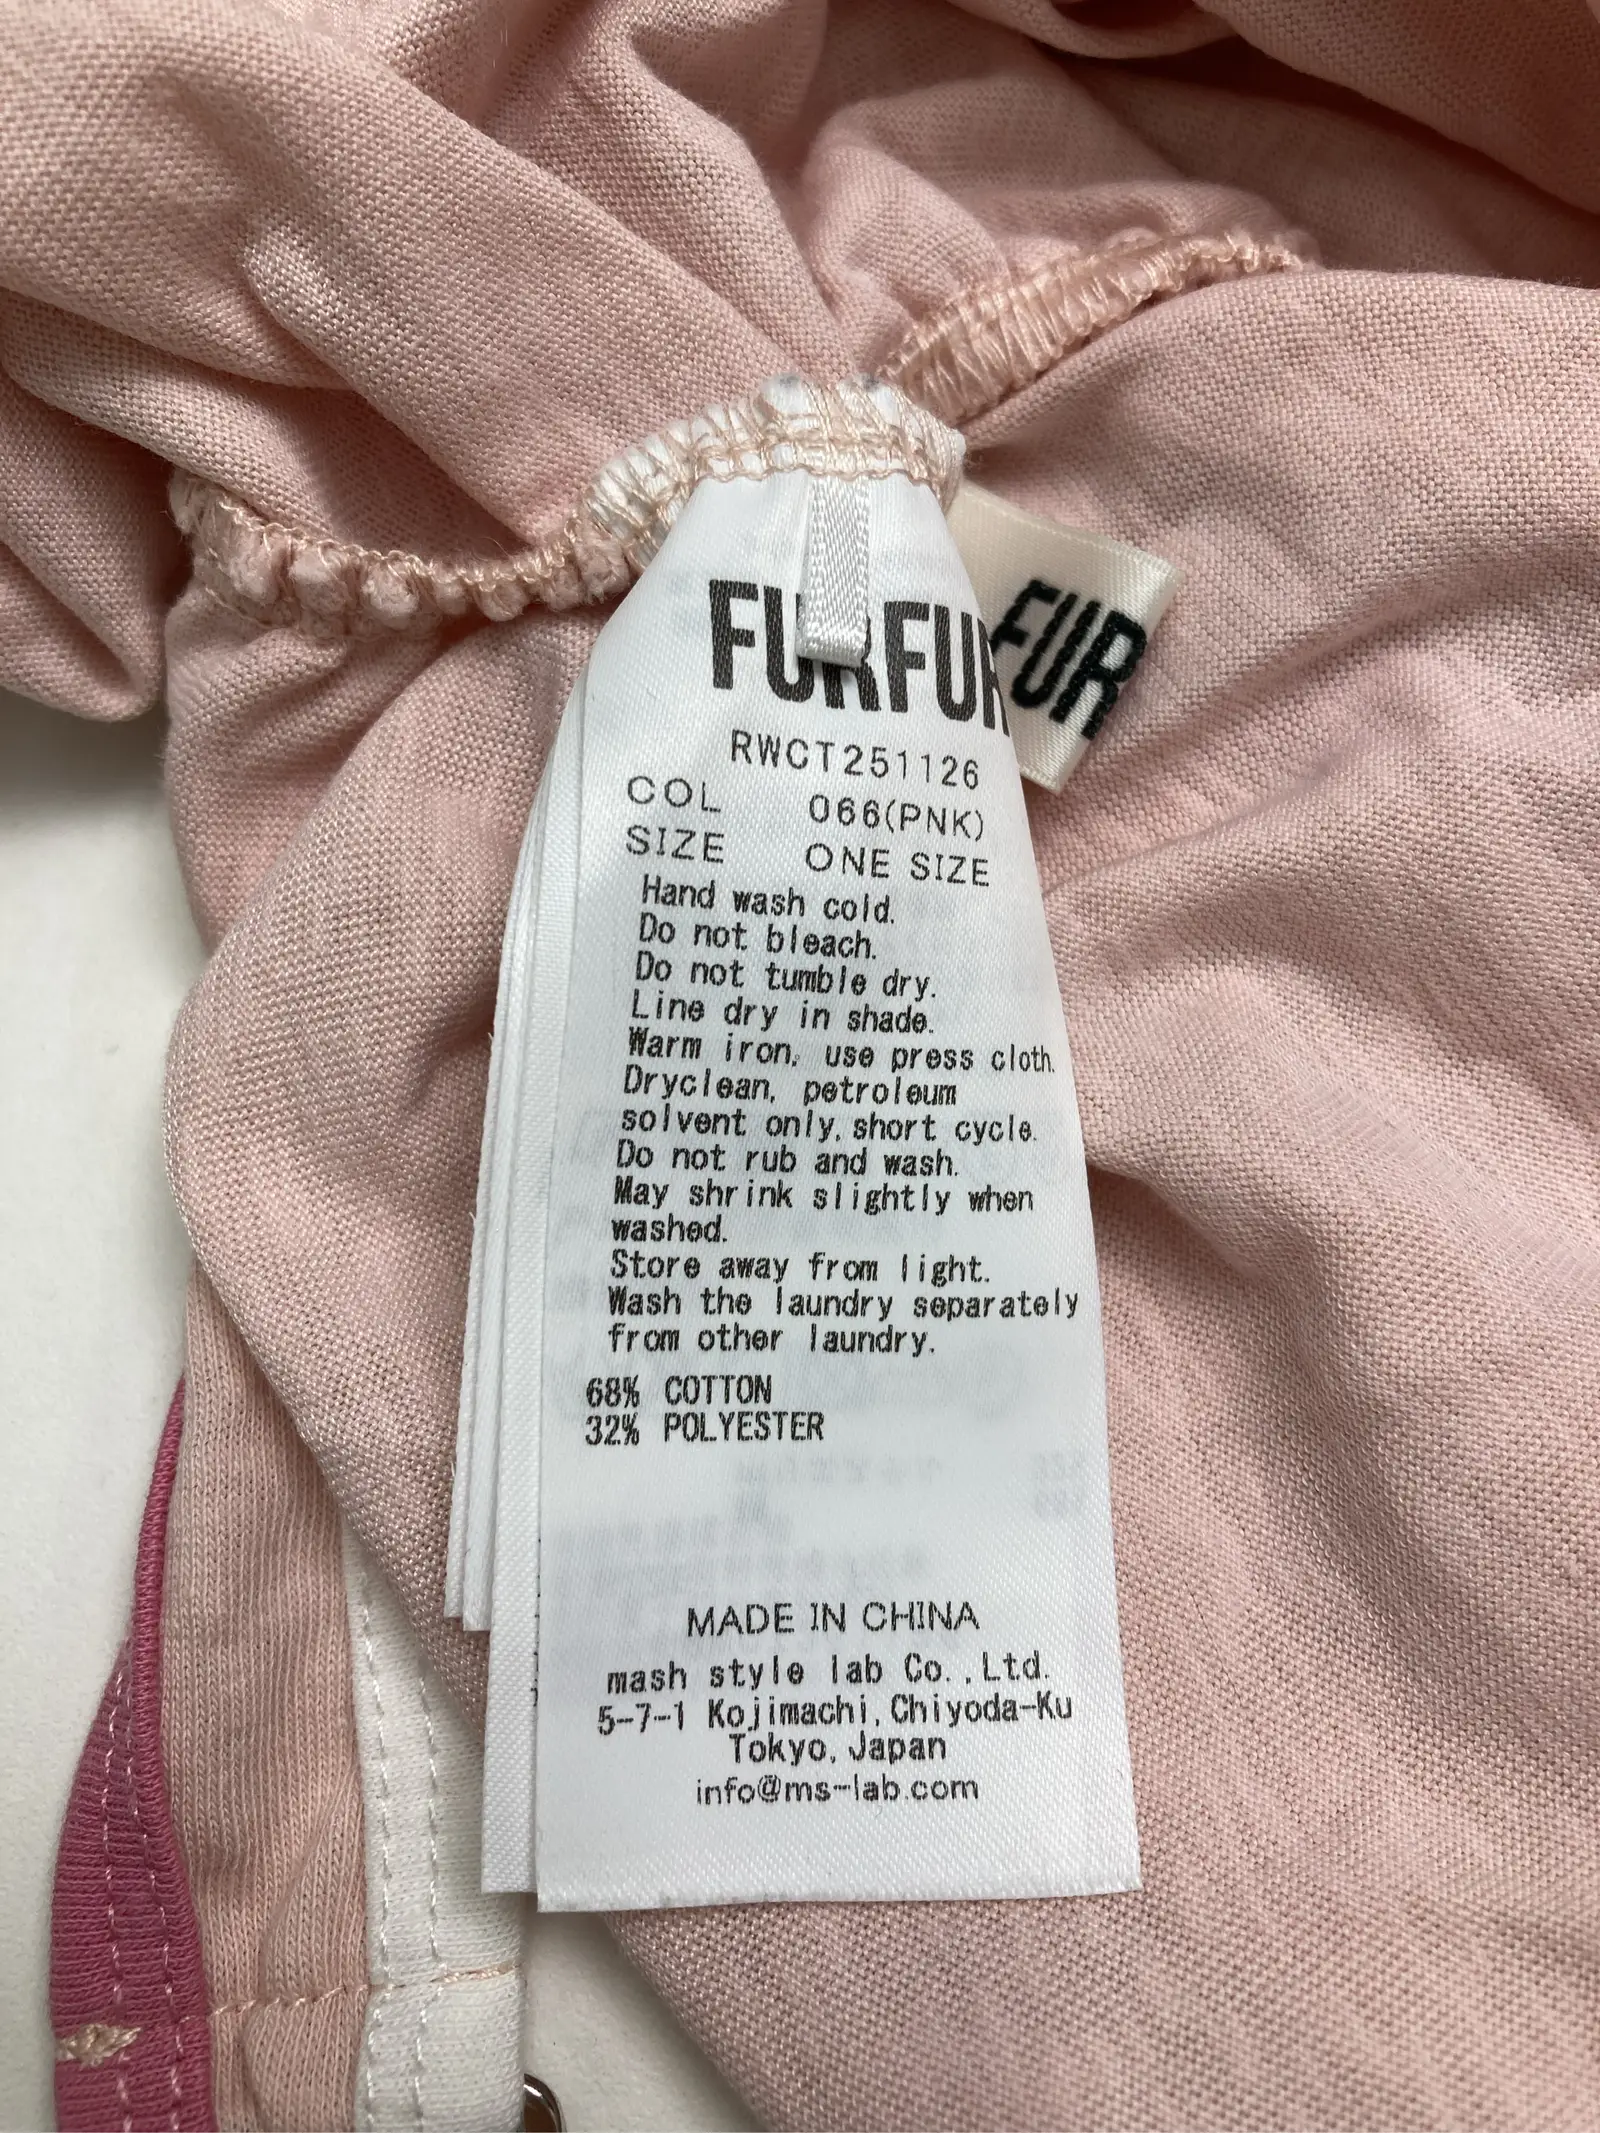 FURFUR
FUR
RWCT251126
COL 066(PNK)
SIZE ONE SIZE
Hand wash cold.
Do not bleach.
Do not tumble dry.
Line dry in shade.
Warm iron, use press cloth.
Dryclean, petroleum
solvent only, short cycle.
Do not rub and wash.
May shrink slightly when
washed.
Store away from light.
Wash the laundry separately
from other laundry.
68% COTTON
32% POLYESTER
MADE IN CHINA
mash style lab Co.,Ltd.
5-7-1 Kojimachi,Chiyoda-Ku
Tokyo,Japan
info@ms-lab.com